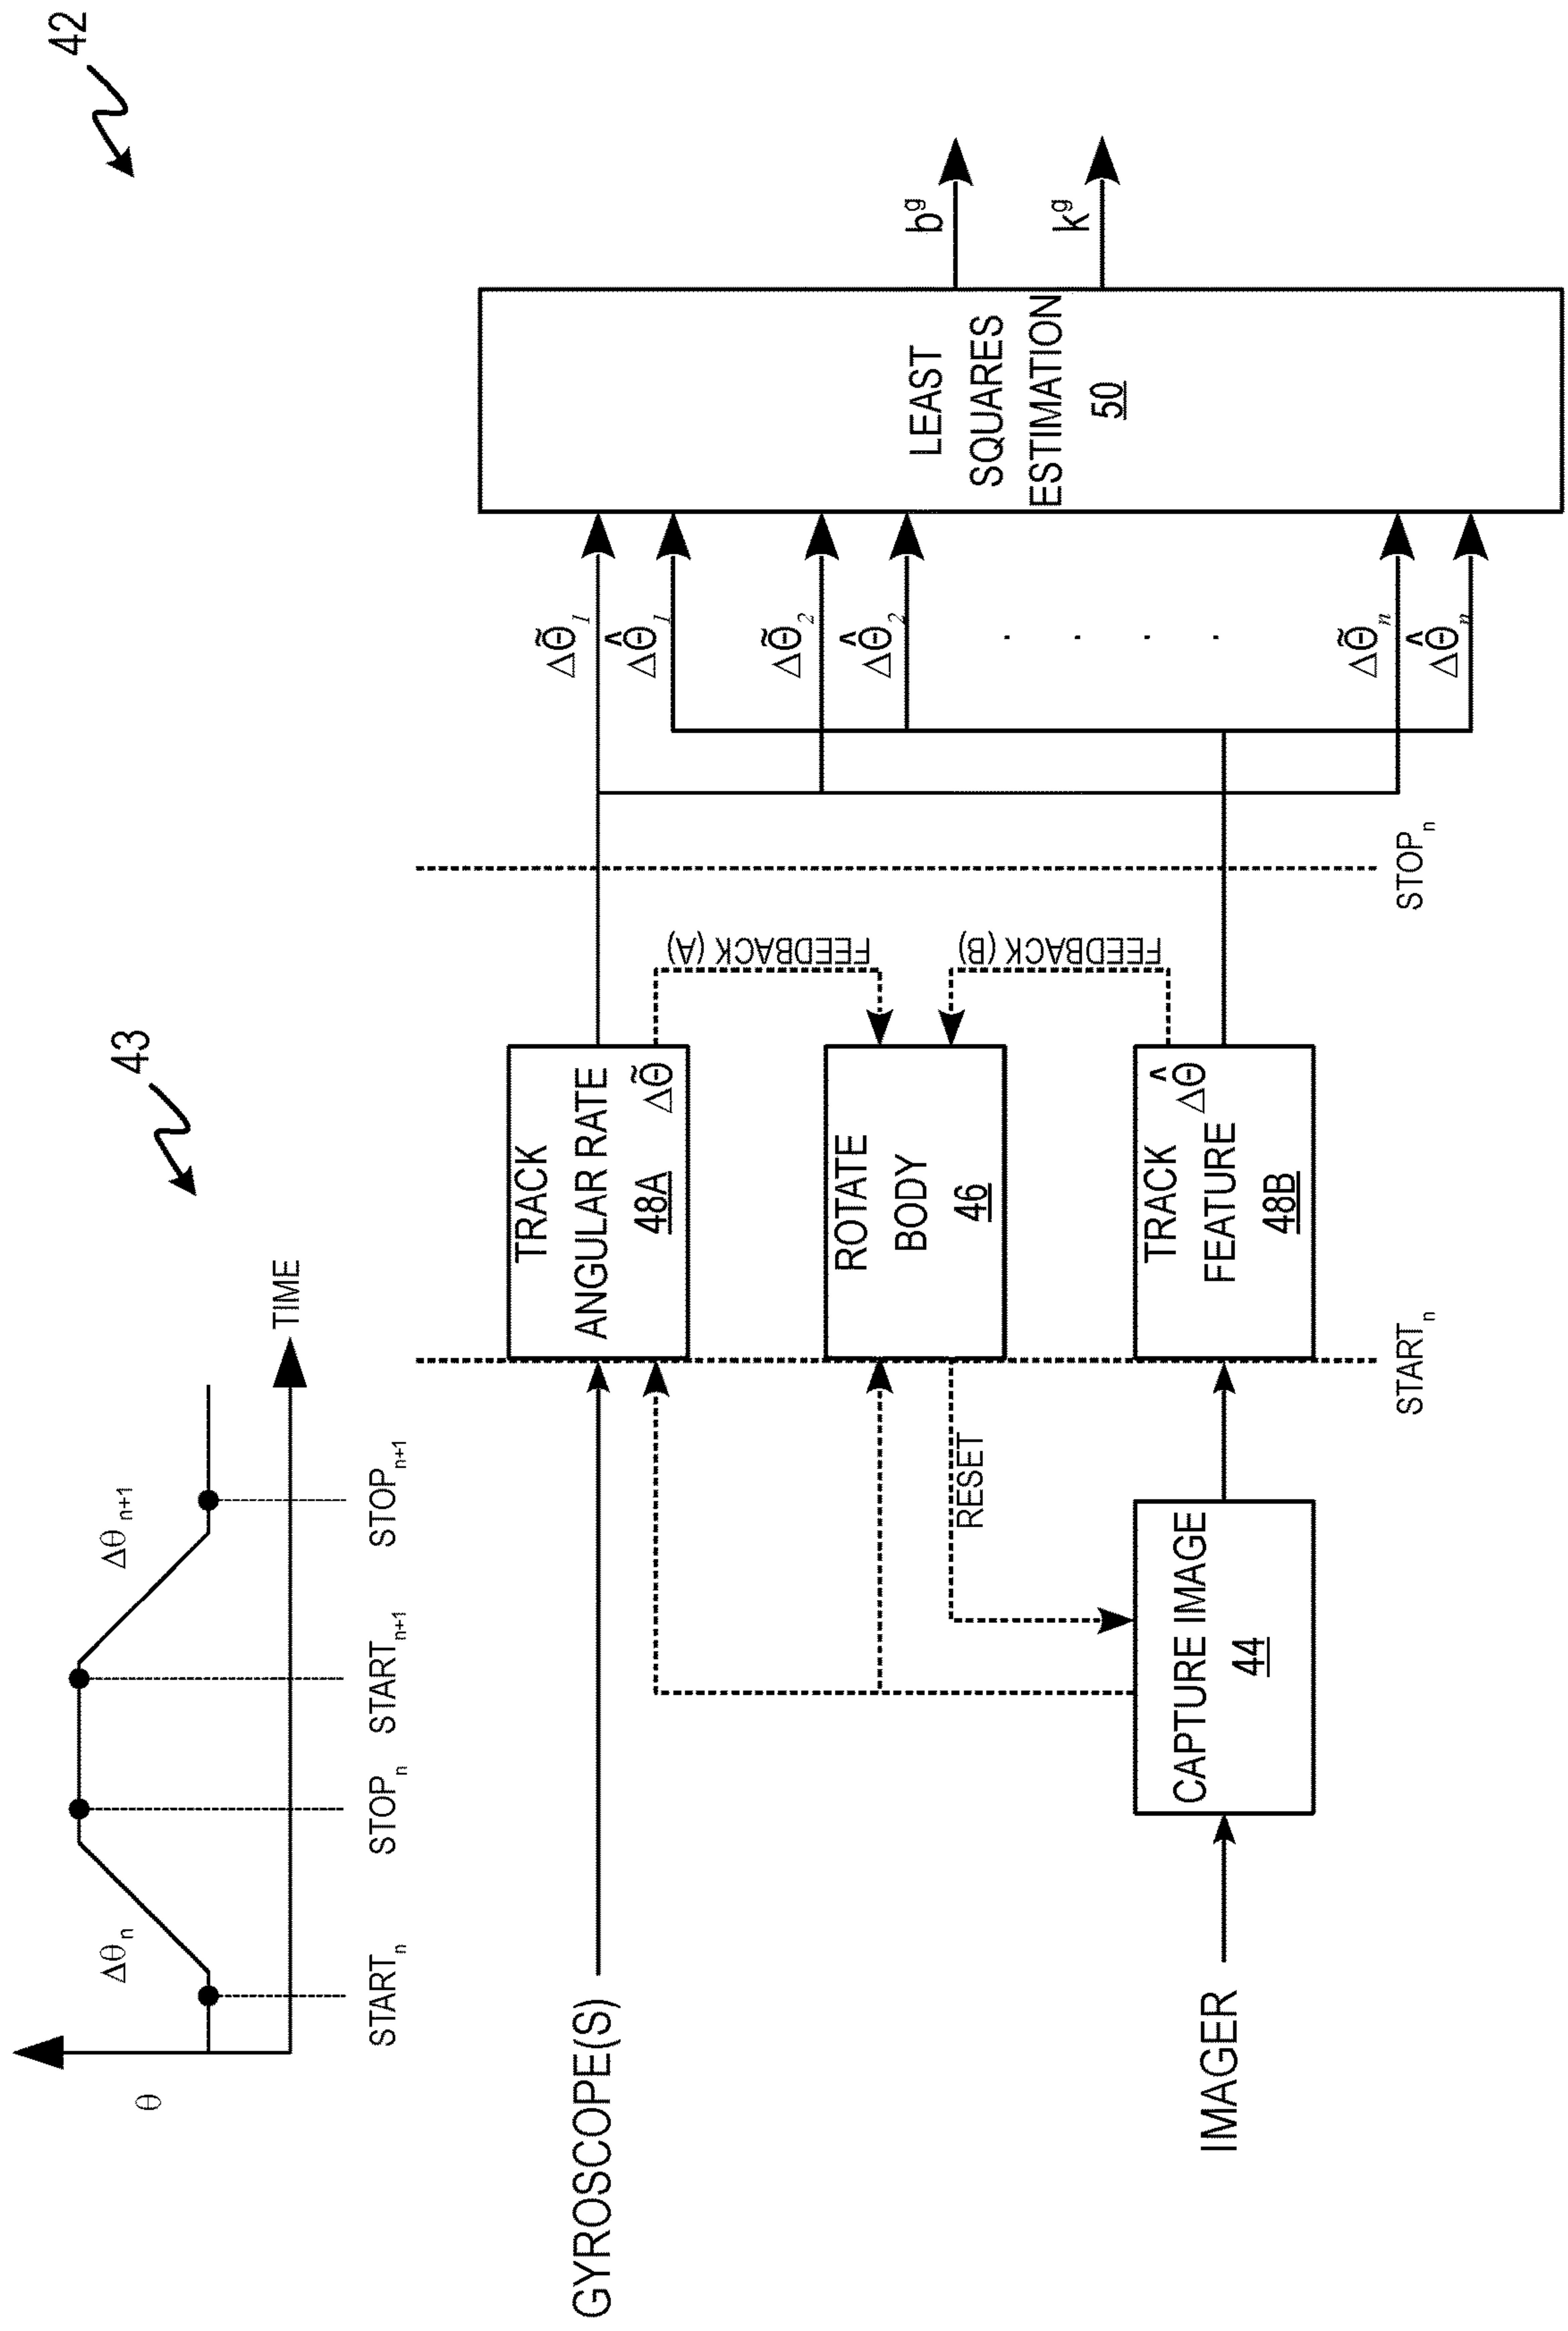 42
43
θ
Δθn
Δθn+1
TIME
STARTn
STOPn
STARTn+1
STOPn+1
GYROSCOPE(S)
IMAGER
CAPTURE IMAGE
44
RESET
TRACK
ANGULAR RATE
48A ΔΘ̃
ROTATE
BODY
46
TRACK
FEATURE
48B ΔΘ̂
FEEDBACK (A)
FEEDBACK (B)
STARTn
STOPn
ΔΘ̃1
ΔΘ̂1
ΔΘ̃2
ΔΘ̂2
. . . .
ΔΘ̃n
ΔΘ̂n
LEAST
SQUARES
ESTIMATION
50
bg
kg